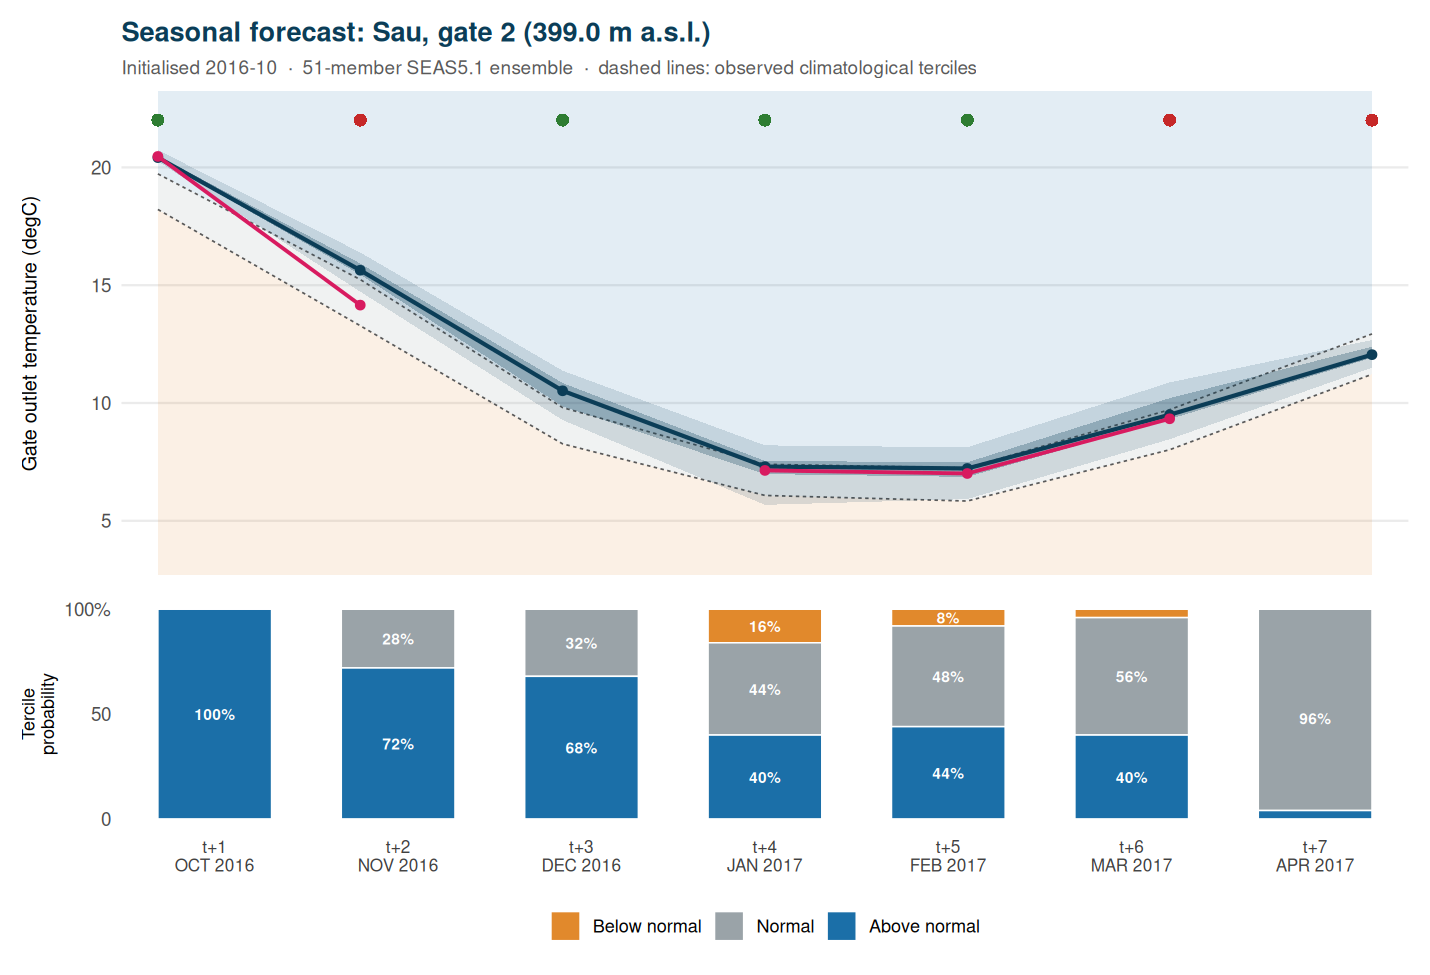 Seasonal forecast: Sau, gate 2 (399.0 m a.s.l.)
Initialised 2016-10 · 51-member SEAS5.1 ensemble · dashed lines: observed climatological terciles
Gate outlet temperature (degC)
20
15
10
5
Tercile
probability
100%
50
0
100%
28%
72%
32%
68%
16%
44%
40%
8%
48%
44%
56%
40%
96%
t+1
OCT 2016
t+2
NOV 2016
t+3
DEC 2016
t+4
JAN 2017
t+5
FEB 2017
t+6
MAR 2017
t+7
APR 2017
Below normal
Normal
Above normal